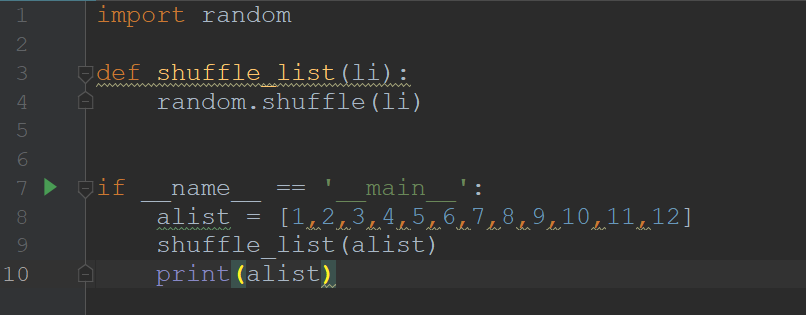 1 import random
2
3 def shuffle_list(li):
4     random.shuffle(li)
5
6
7 if __name__ == '__main__':
8     alist = [1,2,3,4,5,6,7,8,9,10,11,12]
9     shuffle_list(alist)
10     print(alist)